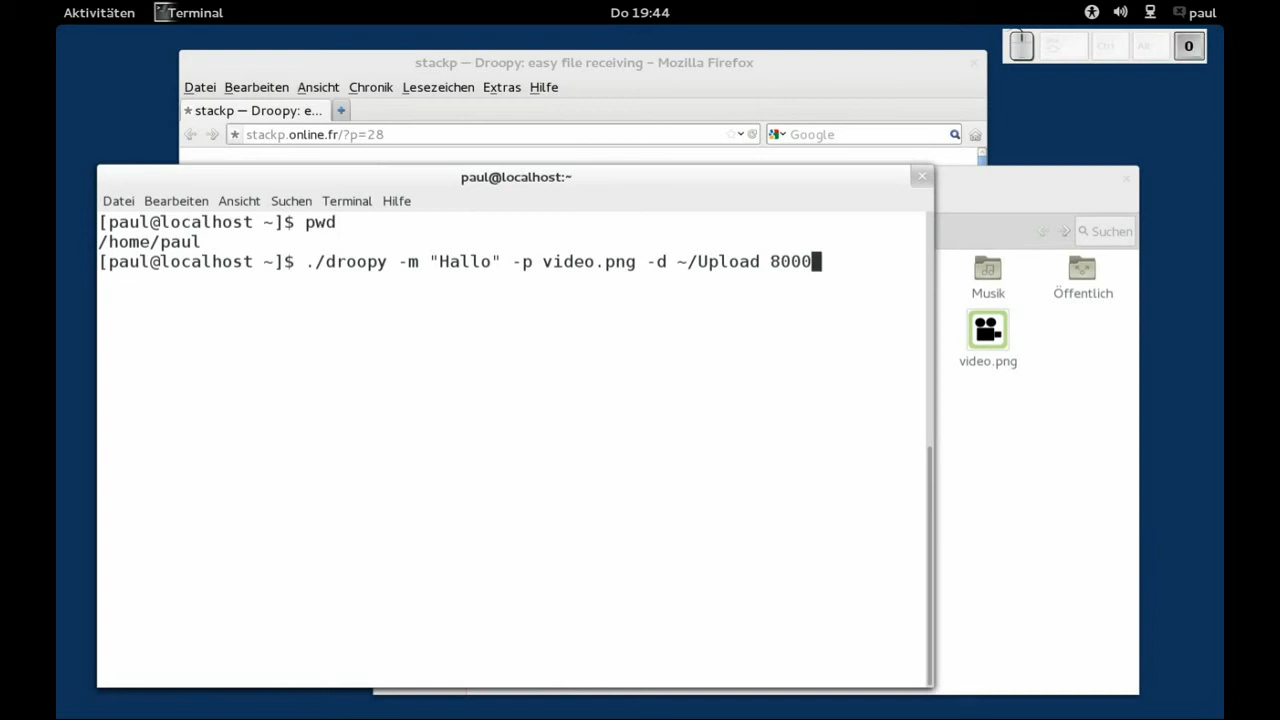 Aktivitäten Terminal Do 19:44 paul
Ctrl Alt 0
stackp — Droopy: easy file receiving – Mozilla Firefox
Datei Bearbeiten Ansicht Chronik Lesezeichen Extras Hilfe
stackp — Droopy: e...
stackp.online.fr/?p=28 Google
paul@localhost:~
Datei Bearbeiten Ansicht Suchen Terminal Hilfe
[paul@localhost ~]$ pwd
/home/paul
[paul@localhost ~]$ ./droopy -m "Hallo" -p video.png -d ~/Upload 8000
Suchen
Musik Öffentlich
video.png